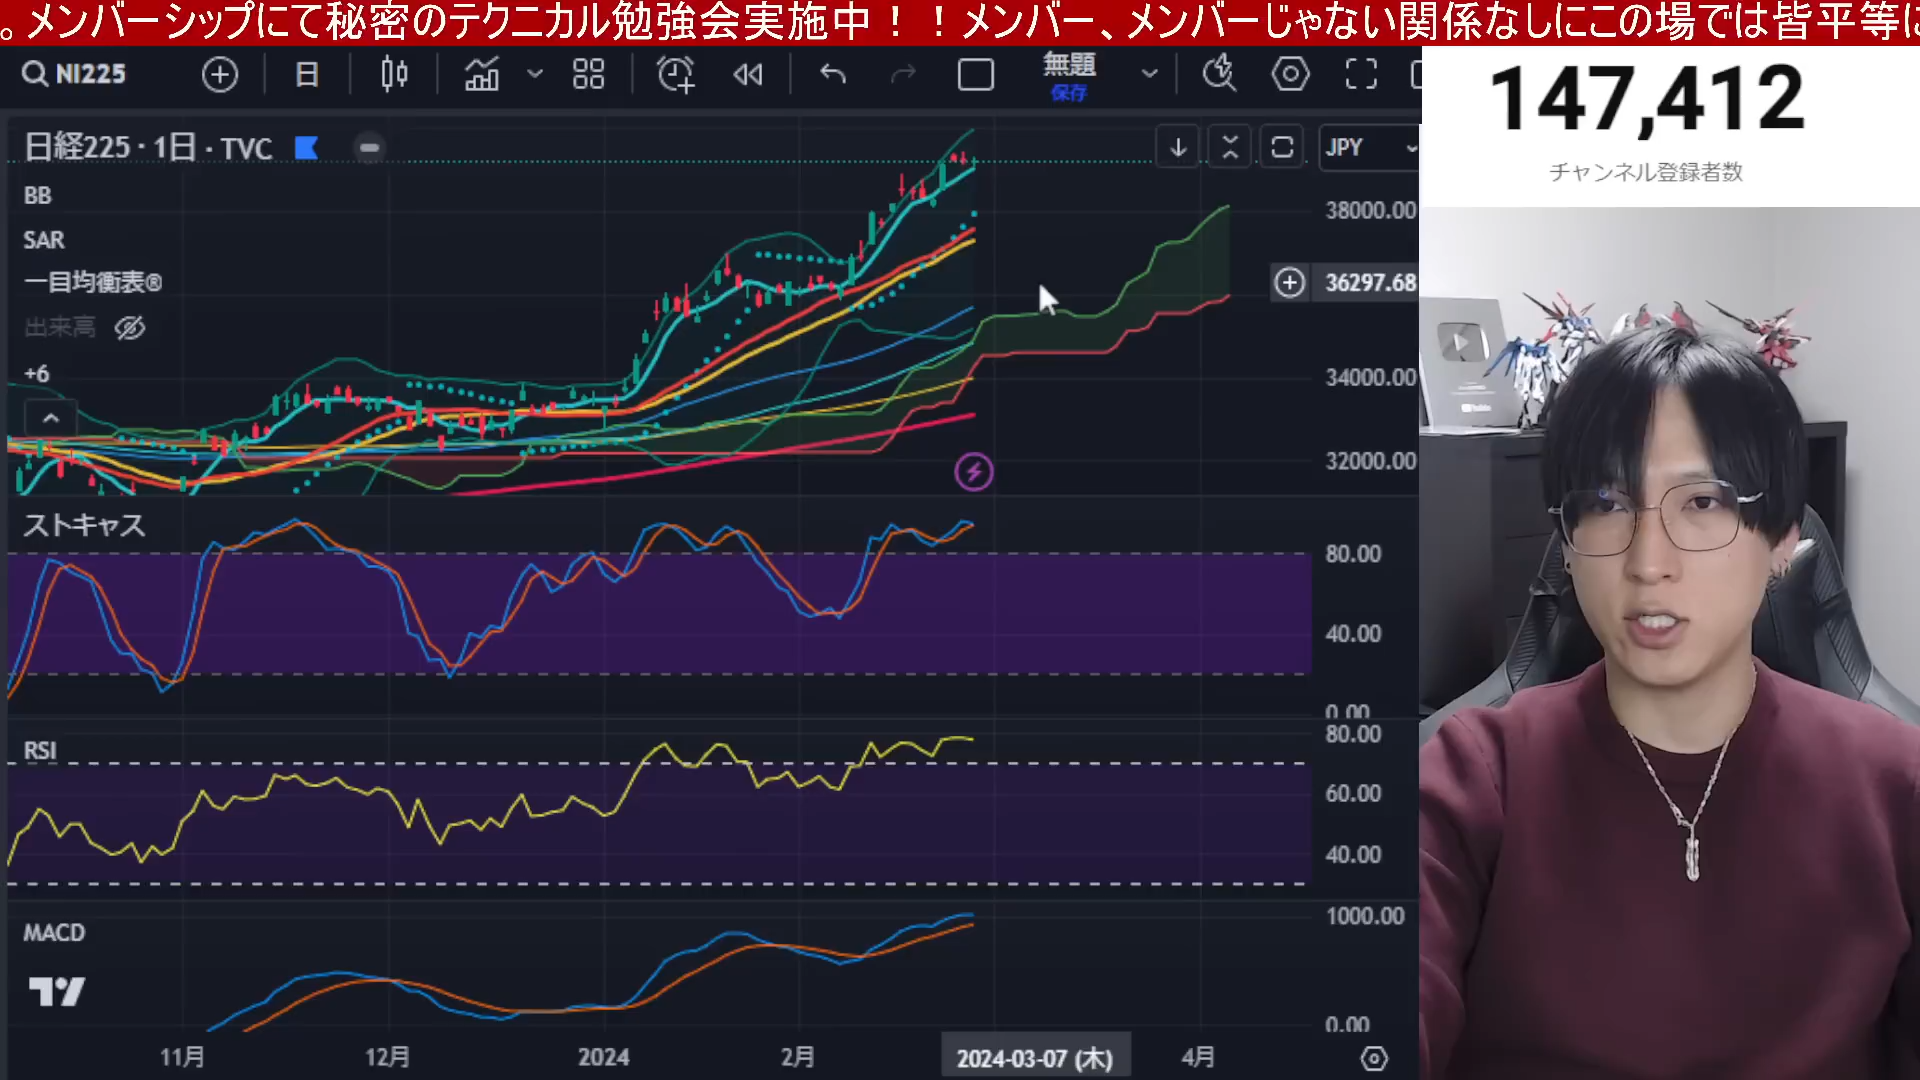 。メンバーシップにて秘密のテクニカル勉強会実施中！！メンバー、メンバーじゃない関係なしにこの場では皆平等に
NI225
日
無題
保存
147,412
チャンネル登録者数
日経225・1日・TVC
JPY
BB
SAR
一目均衡表®
出来高
+6
38000.00
36297.68
34000.00
32000.00
ストキャス
80.00
40.00
0.00
RSI
80.00
60.00
40.00
MACD
1000.00
0.00
11月
12月
2024
2月
2024-03-07 (木)
4月